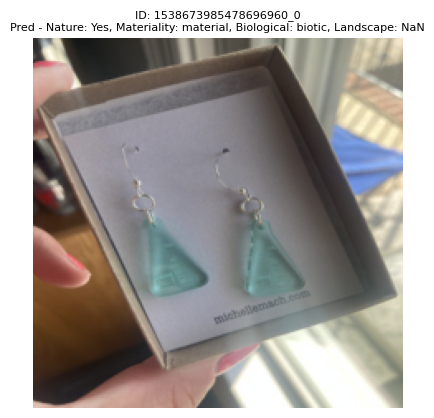 ID: 1538673985478696960_0
Pred - Nature: Yes, Materiality: material, Biological: biotic, Landscape: NaN
michellemach.com